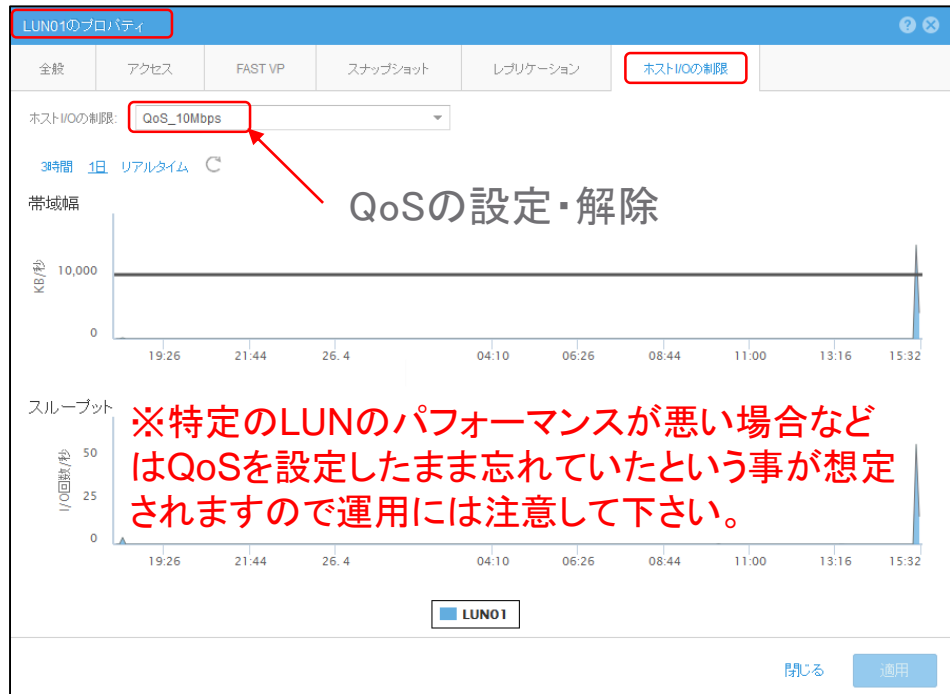 LUN01のプロパティ
全般 アクセス FAST VP スナップショット レプリケーション ホストI/Oの制限
ホストI/Oの制限: QoS_10Mbps
3時間 1日 リアルタイム
QoSの設定・解除
帯域幅
KB/秒
10,000
0
19:26 21:44 26. 4 04:10 06:26 08:44 11:00 13:16 15:32
スループット
※特定のLUNのパフォーマンスが悪い場合など
はQoSを設定したまま忘れていたという事が想定
されますので運用には注意して下さい。
I/O回数/秒
50
25
0
19:26 21:44 26. 4 04:10 06:26 08:44 11:00 13:16 15:32
LUN01
閉じる 適用